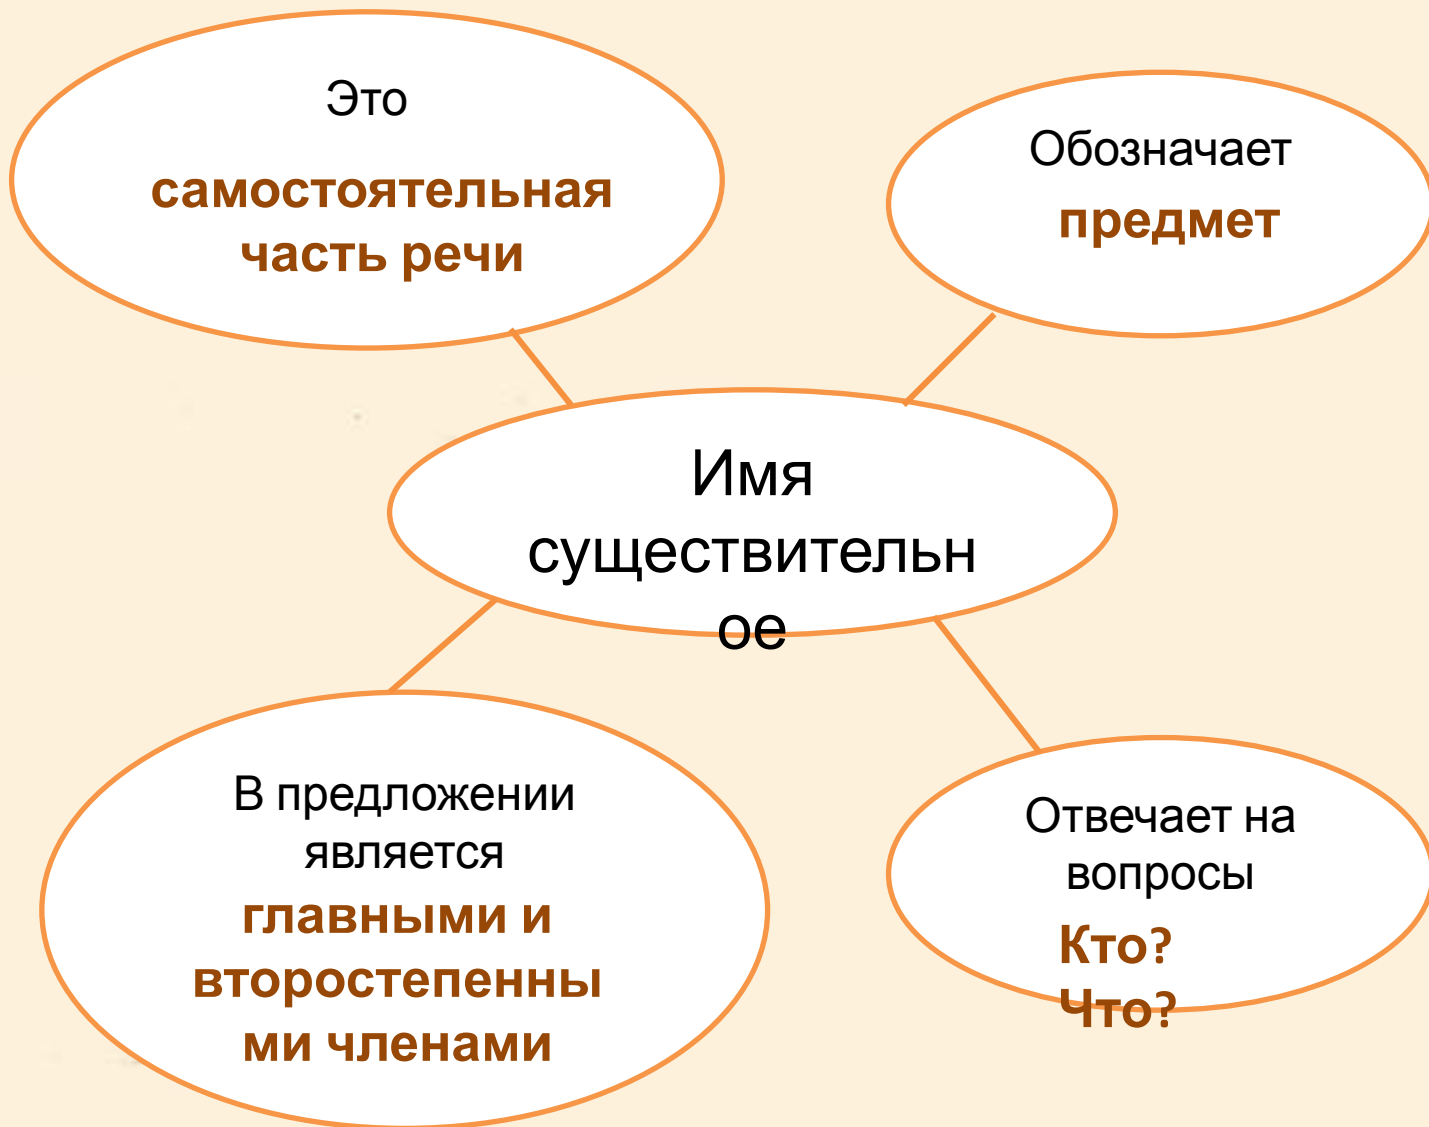 Это
самостоятельная
часть речи
Обозначает
предмет
Имя
существительн
ое
В предложении
является
главными и
второстепенны
ми членами
Отвечает на
вопросы
Кто?
Что?